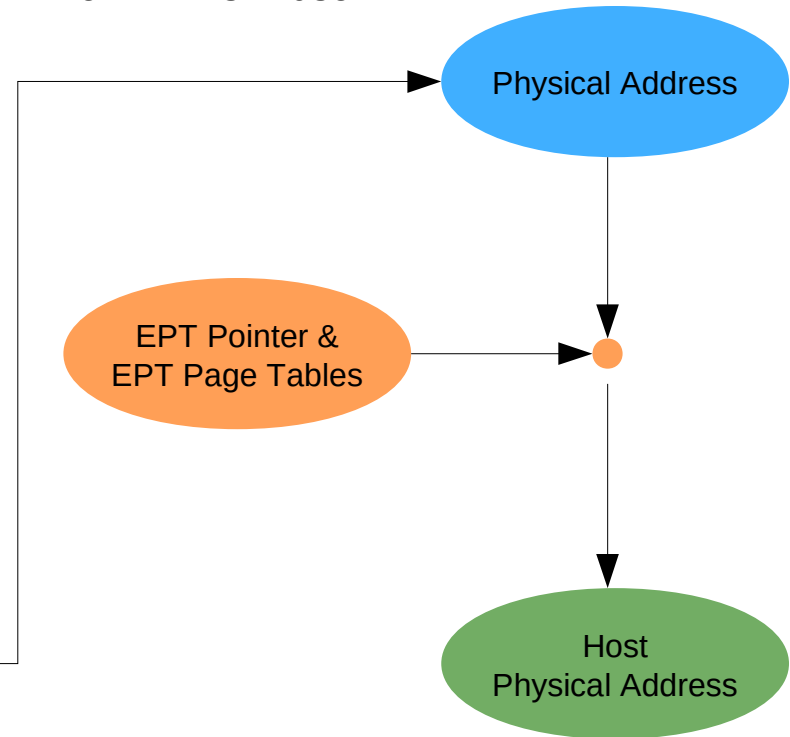 Physical Address
EPT Pointer &
EPT Page Tables
Host
Physical Address